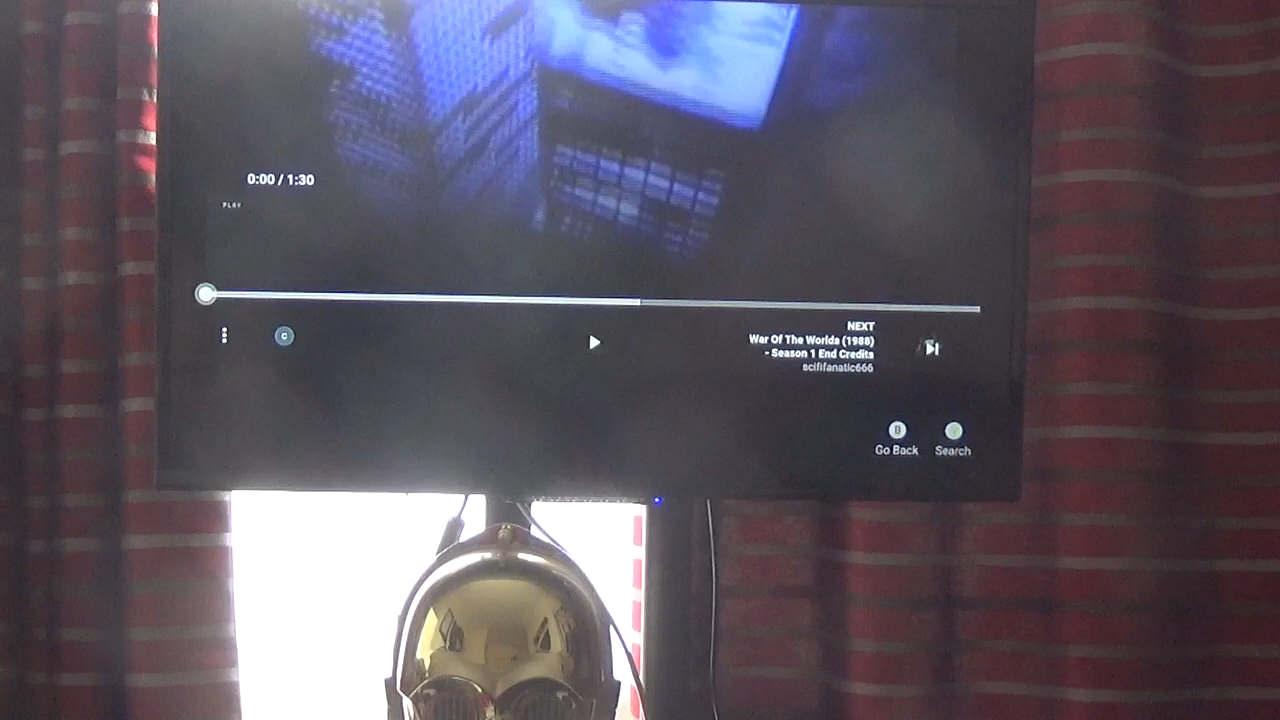 0:00 / 1:30
PLAY
C
NEXT
War Of The Worlds (1988)
- Season 1 End Credits
scififanatic666
B
Go Back
Search